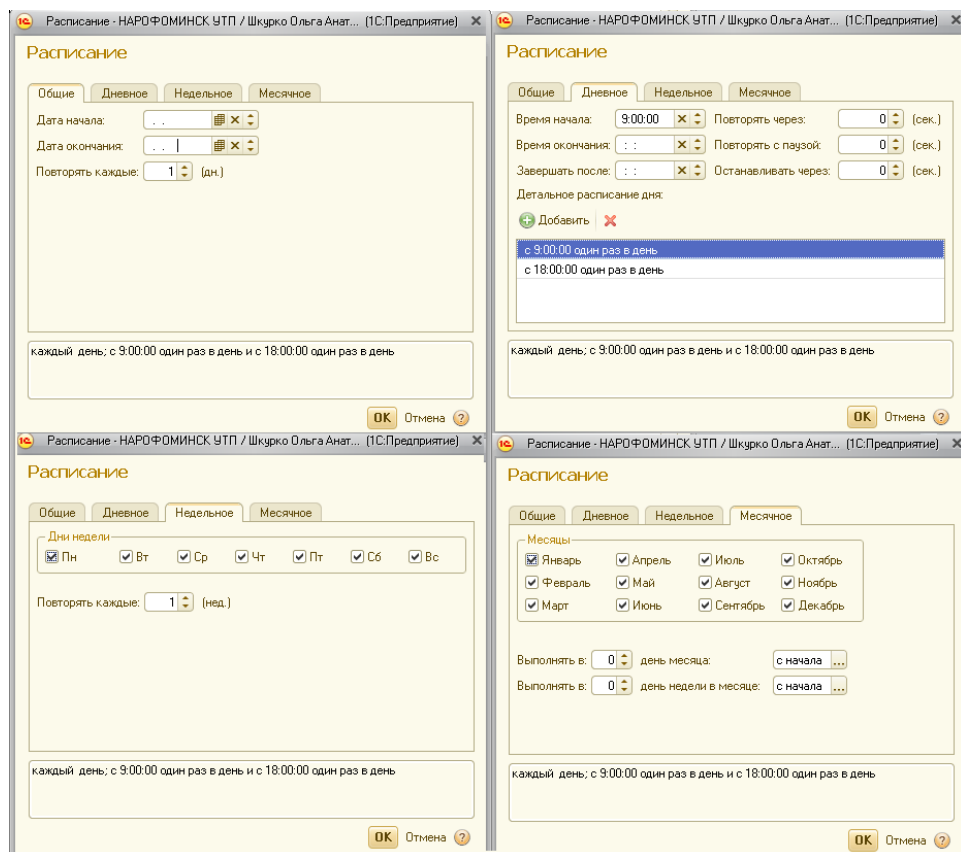 Расписание - НАРОФОМИНСК УТП / Шкурко Ольга Анат... (1С:Предприятие)
Расписание
Общие Дневное Недельное Месячное
Дата начала: . .
Дата окончания: . .
Повторять каждые: 1 (дн.)
каждый день; с 9:00:00 один раз в день и с 18:00:00 один раз в день
OK Отмена ?
Расписание - НАРОФОМИНСК УТП / Шкурко Ольга Анат... (1С:Предприятие)
Расписание
Общие Дневное Недельное Месячное
Время начала: 9:00:00 Повторять через: 0 (сек.)
Время окончания: : : Повторять с паузой: 0 (сек.)
Завершать после: : : Останавливать через: 0 (сек.)
Детальное расписание дня:
Добавить
с 9:00:00 один раз в день
с 18:00:00 один раз в день
каждый день; с 9:00:00 один раз в день и с 18:00:00 один раз в день
OK Отмена ?
Расписание - НАРОФОМИНСК УТП / Шкурко Ольга Анат... (1С:Предприятие)
Расписание
Общие Дневное Недельное Месячное
Дни недели
Пн Вт Ср Чт Пт Сб Вс
Повторять каждые: 1 (нед.)
каждый день; с 9:00:00 один раз в день и с 18:00:00 один раз в день
OK Отмена ?
Расписание - НАРОФОМИНСК УТП / Шкурко Ольга Анат... (1С:Предприятие)
Расписание
Общие Дневное Недельное Месячное
Месяцы
Январь Апрель Июль Октябрь
Февраль Май Август Ноябрь
Март Июнь Сентябрь Декабрь
Выполнять в: 0 день месяца: с начала ...
Выполнять в: 0 день недели в месяце: с начала ...
каждый день; с 9:00:00 один раз в день и с 18:00:00 один раз в день
OK Отмена ?